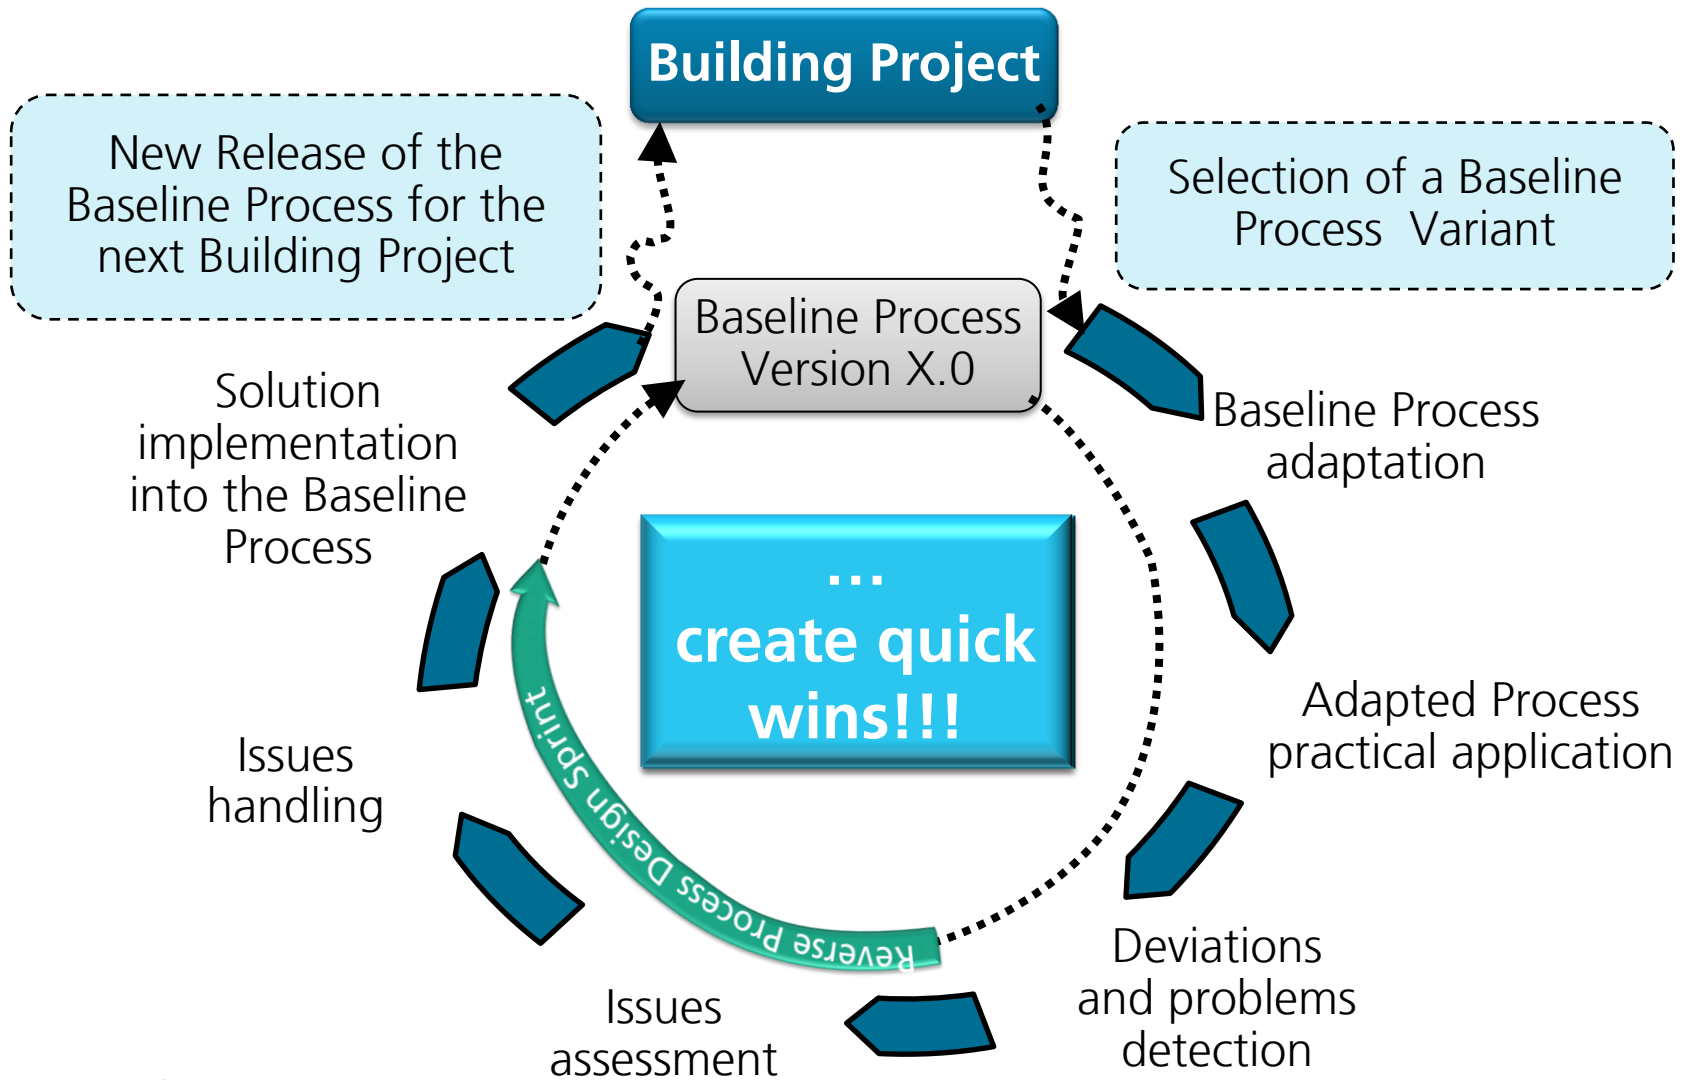 Building Project
New Release of the
Baseline Process for the
next Building Project
Selection of a Baseline
Process Variant
Baseline Process
Version X.0
Baseline Process
adaptation
Adapted Process
practical application
Deviations
and problems
detection
Issues
assessment
Issues
handling
Solution
implementation
into the Baseline
Process
Reverse Process Design Sprint
...
create quick
wins!!!